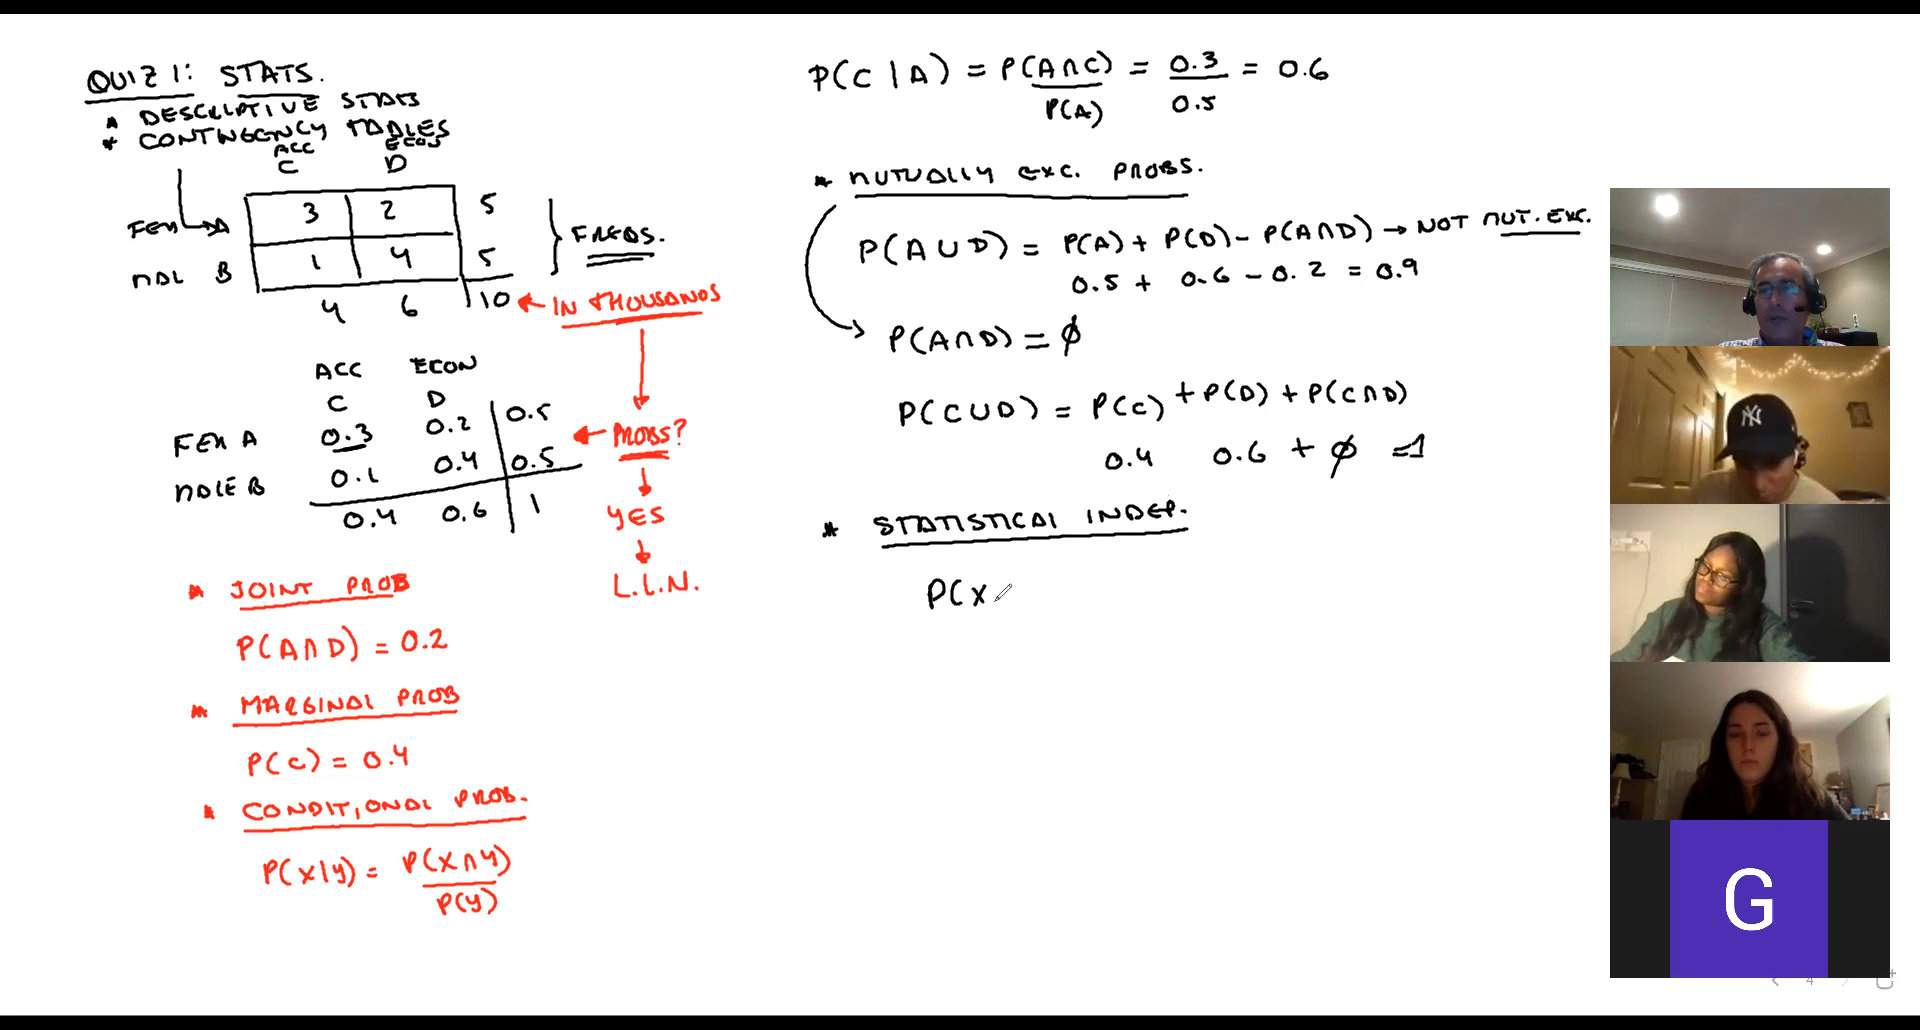 QUIZ 1: STATS.
* DESCRIPTIVE STATS
* CONTINGENCY TABLES
ACC ECON
C D
FEM A 3 2 5
MALE B 1 4 5
4 6 10
} FREQS.
← IN THOUSANDS
ACC ECON
C D
FEM A 0.3 0.2 0.5
MALE B 0.1 0.4 0.5
0.4 0.6 1
← PROBS?
YES
L.L.N.
* JOINT PROB
P(A∩D) = 0.2
* MARGINAL PROB
P(C) = 0.4
* CONDITIONAL PROB.
P(X|Y) = P(X∩Y)
P(Y)
P(C|A) = P(A∩C) = 0.3 = 0.6
P(A) 0.5
* MUTUALLY EXC. PROBS.
P(A∪D) = P(A) + P(D) - P(A∩D) → NOT MUT. EXC.
0.5 + 0.6 - 0.2 = 0.9
P(A∩D) = ϕ
P(C∪D) = P(C) + P(D) + P(C∩D)
0.4 0.6 + ϕ = 1
* STATISTICAL INDEP.
P(X
NY
G
4